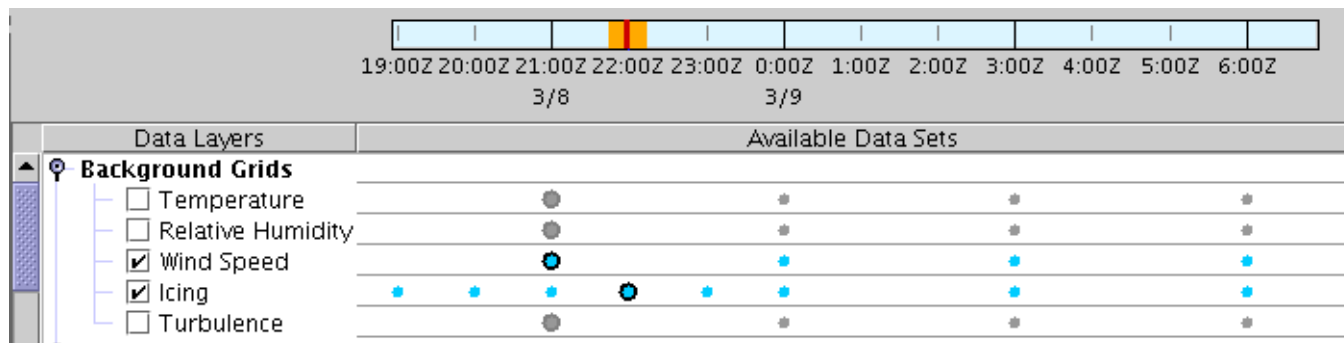 19:00Z 20:00Z 21:00Z 22:00Z 23:00Z 0:00Z 1:00Z 2:00Z 3:00Z 4:00Z 5:00Z 6:00Z
3/8 3/9
Data Layers Available Data Sets
Background Grids
Temperature
Relative Humidity
Wind Speed
Icing
Turbulence